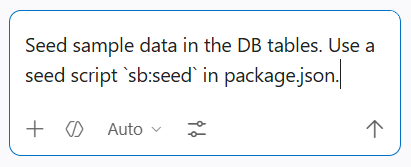 Seed sample data in the DB tables. Use a
seed script `sb:seed` in package.json.
Auto